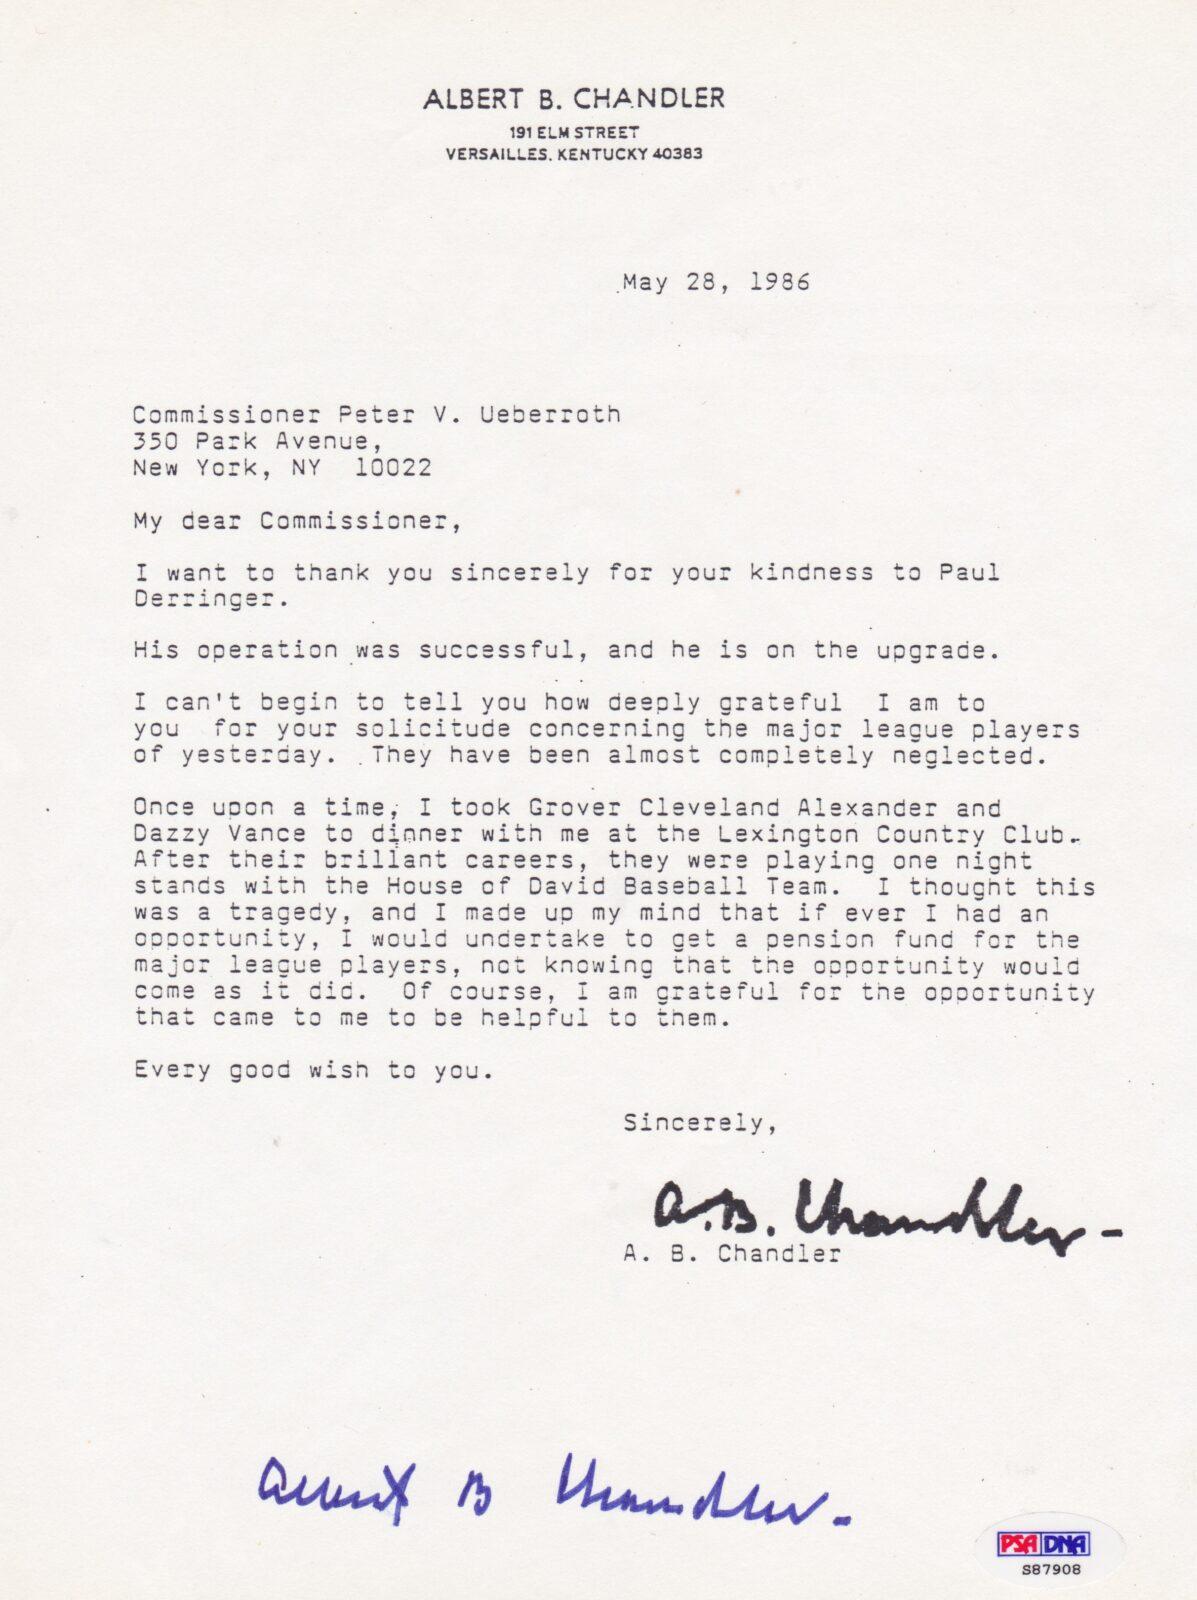 ALBERT B. CHANDLER
191 ELM STREET
VERSAILLES, KENTUCKY 40383
May 28, 1986
Commissioner Peter V. Ueberroth
350 Park Avenue,
New York, NY  10022
My dear Commissioner,
I want to thank you sincerely for your kindness to Paul
Derringer.
His operation was successful, and he is on the upgrade.
I can't begin to tell you how deeply grateful  I am to
you  for your solicitude concerning the major league players
of yesterday.  They have been almost completely neglected.
Once upon a time, I took Grover Cleveland Alexander and
Dazzy Vance to dinner with me at the Lexington Country Club.
After their brillant careers, they were playing one night
stands with the House of David Baseball Team.  I thought this
was a tragedy, and I made up my mind that if ever I had an
opportunity, I would undertake to get a pension fund for the
major league players, not knowing that the opportunity would
come as it did.  Of course, I am grateful for the opportunity
that came to me to be helpful to them.
Every good wish to you.
Sincerely,
A.B. Chandler-
A. B. Chandler
Albert B Chandler-
PSA DNA
S87908